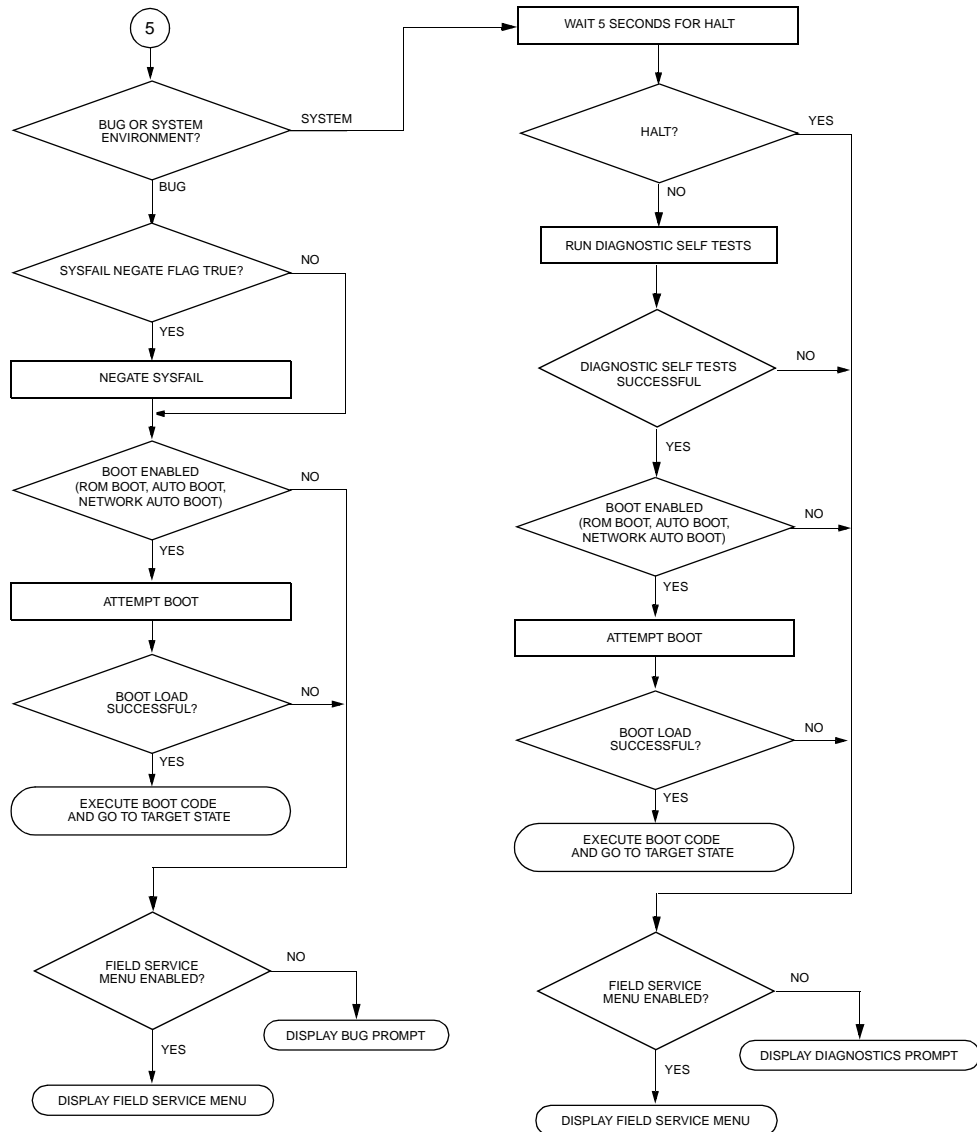 5
BUG OR SYSTEM
ENVIRONMENT?
SYSTEM
BUG
SYSFAIL NEGATE FLAG TRUE?
NO
YES
NEGATE SYSFAIL
BOOT ENABLED
(ROM BOOT, AUTO BOOT,
NETWORK AUTO BOOT)
NO
YES
ATTEMPT BOOT
BOOT LOAD
SUCCESSFUL?
NO
YES
EXECUTE BOOT CODE
AND GO TO TARGET STATE
FIELD SERVICE
MENU ENABLED?
NO
DISPLAY BUG PROMPT
YES
DISPLAY FIELD SERVICE MENU
WAIT 5 SECONDS FOR HALT
HALT?
YES
NO
RUN DIAGNOSTIC SELF TESTS
DIAGNOSTIC SELF TESTS
SUCCESSFUL
NO
YES
BOOT ENABLED
(ROM BOOT, AUTO BOOT,
NETWORK AUTO BOOT)
NO
YES
ATTEMPT BOOT
BOOT LOAD
SUCCESSFUL?
NO
YES
EXECUTE BOOT CODE
AND GO TO TARGET STATE
FIELD SERVICE
MENU ENABLED?
NO
DISPLAY DIAGNOSTICS PROMPT
YES
DISPLAY FIELD SERVICE MENU